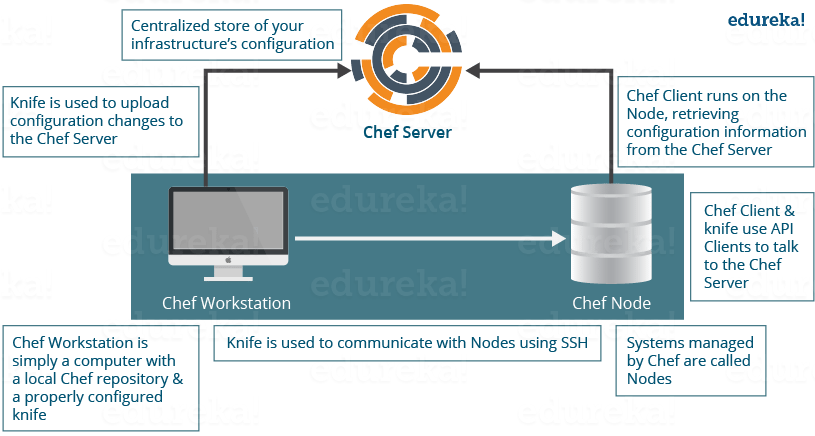 Centralized store of your
infrastructure's configuration
edureka!
Knife is used to upload
configuration changes to
the Chef Server
Chef Server
Chef Client runs on the
Node, retrieving
configuration information
from the Chef Server
edureka!
edureka!
edureka!
edureka!
Chef Workstation
Chef Node
Chef Client &
knife use API
Clients to talk
to the Chef
Server
Chef Workstation is
simply a computer with
a local Chef repository &
a properly configured
knife
Knife is used to communicate with Nodes using SSH
Systems managed
by Chef are called
Nodes